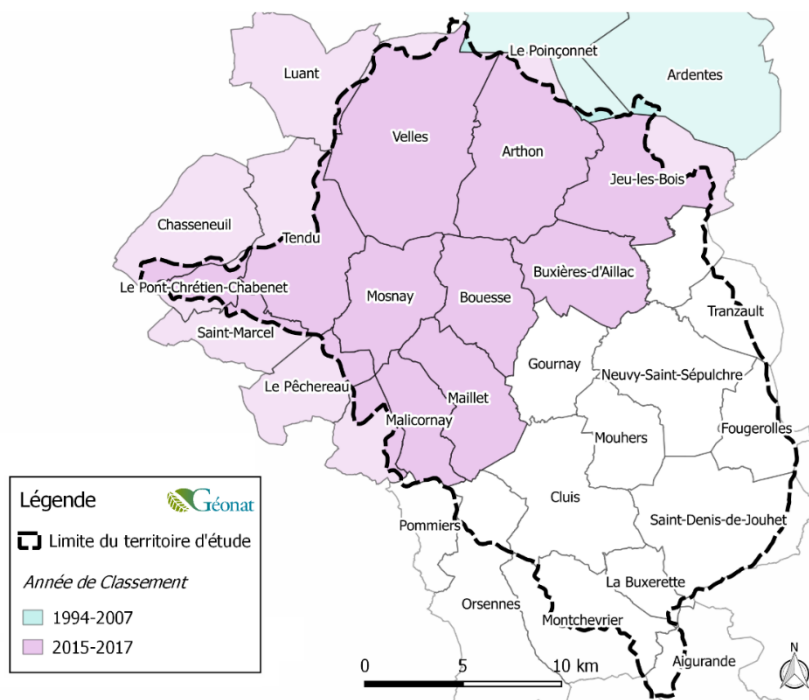 Le Poinçonnet
Luant
Ardentes
Velles
Arthon
Jeu-les-Bois
Chasseneuil
Tendu
Buxières-d'Aillac
Le Pont-Chrétien-Chabenet
Mosnay
Bouesse
Tranzault
Saint-Marcel
Gournay
Neuvy-Saint-Sépulchre
Le Pêchereau
Maillet
Malicornay
Fougerolles
Mouhers
Cluis
Pommiers
Saint-Denis-de-Jouhet
La Buxerette
Orsennes
Montchevrier
Aigurande
Légende
Géonat
Limite du territoire d'étude
Année de Classement
1994-2007
2015-2017
0 5 10 km
N